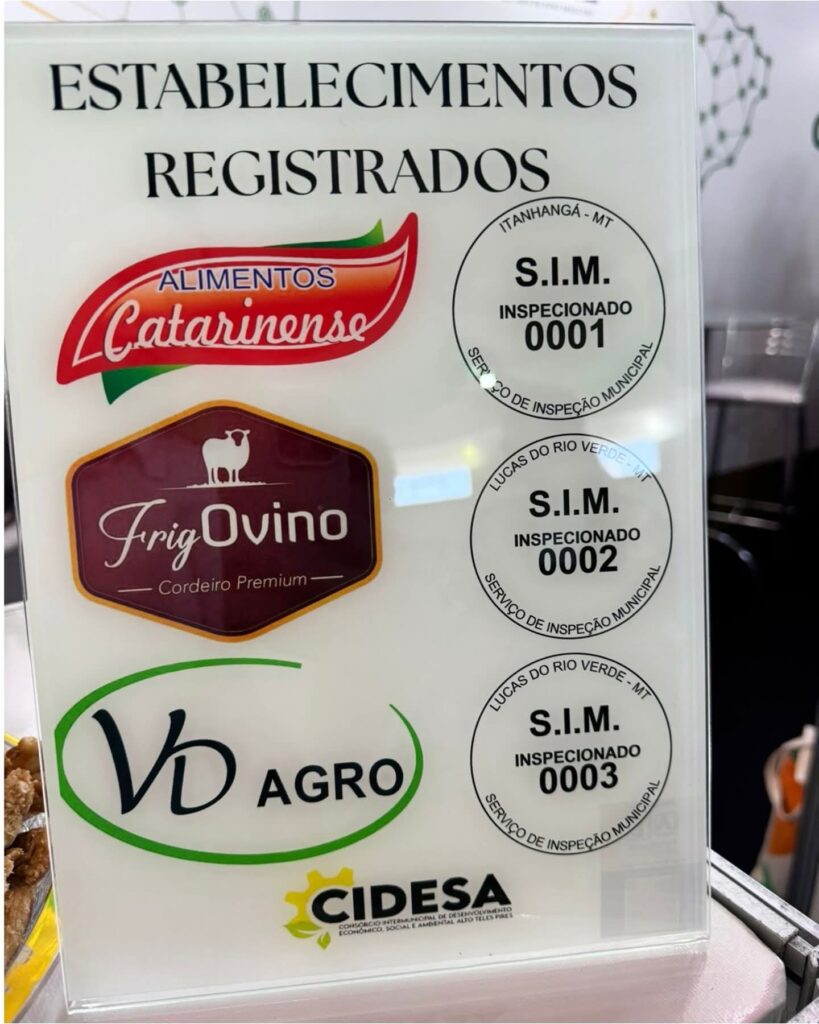 ESTABELECIMENTOS
REGISTRADOS
ALIMENTOS
Catarinense
ITANHANGÁ - MT
S.I.M.
INSPECIONADO
0001
SERVIÇO DE INSPEÇÃO MUNICIPAL
FrigOvino
Cordeiro Premium
LUCAS DO RIO VERDE - MT
S.I.M.
INSPECIONADO
0002
SERVIÇO DE INSPEÇÃO MUNICIPAL
VD AGRO
LUCAS DO RIO VERDE - MT
S.I.M.
INSPECIONADO
0003
SERVIÇO DE INSPEÇÃO MUNICIPAL
CIDESA
CONSÓRCIO INTERMUNICIPAL DE DESENVOLVIMENTO
ECONÔMICO, SOCIAL E AMBIENTAL ALTO TELES PIRES